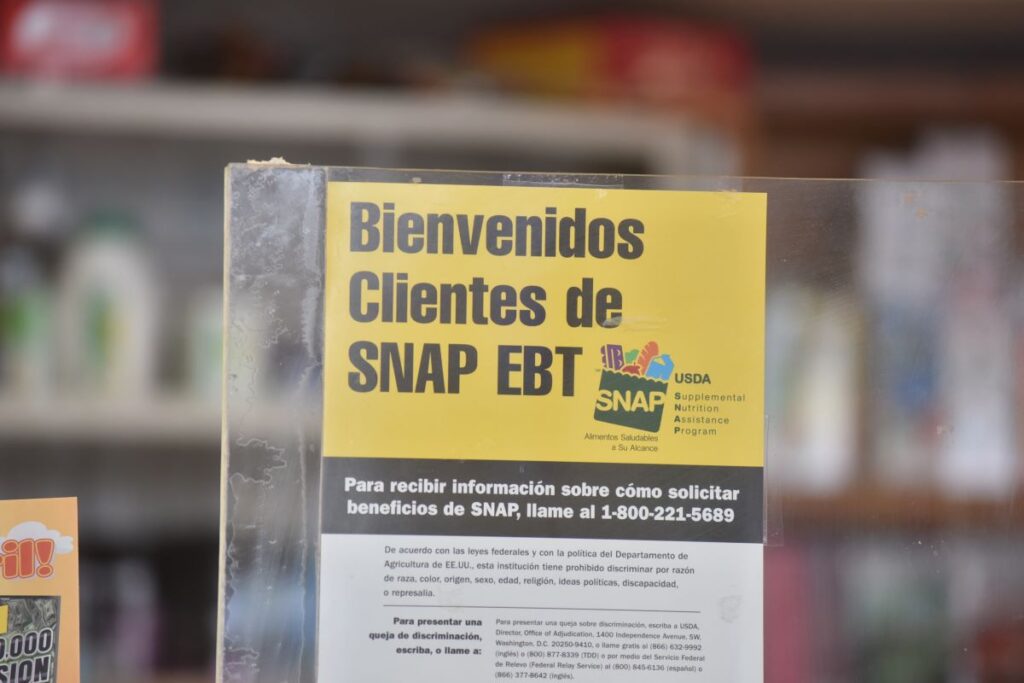 Bienvenidos
Clientes de
SNAP EBT
SNAP
USDA
Supplemental
Nutrition
Assistance
Program
Alimentos Saludables
a Su Alcance
Para recibir información sobre cómo solicitar
beneficios de SNAP, llame al 1-800-221-5689
De acuerdo con las leyes federales y con la política del Departamento de
Agricultura de EE.UU., esta institución tiene prohibido discriminar por razón
de raza, color, origen, sexo, edad, religión, ideas políticas, discapacidad,
o represalia.
Para presentar una
queja de discriminación,
escriba, o llame a:
Para presentar una queja sobre discriminación, escriba a USDA,
Director, Office of Adjudication, 1400 Independence Avenue, SW,
Washington, D.C. 20250-9410, o llame gratis al (866) 632-9992
(inglés) o (800) 877-8339 (TDD) o por medio del Servicio Federal
de Relevo (Federal Relay Service) al (800) 845-6136 (español) o
(866) 377-8642 (inglés).